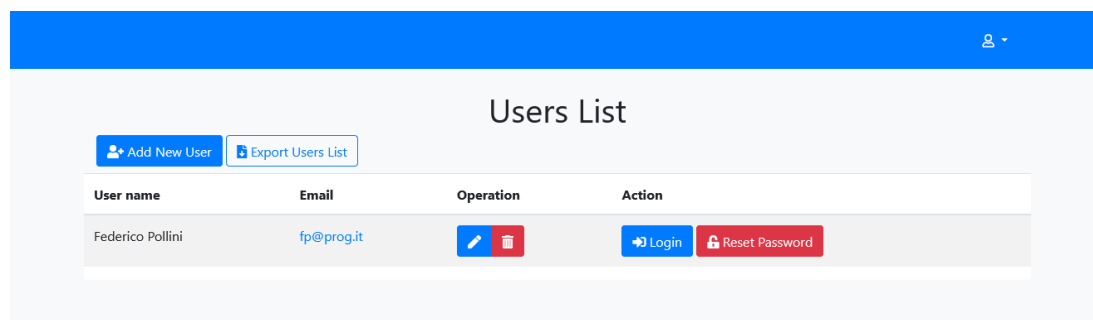 Users List
Add New User Export Users List
User name Email Operation Action
Federico Pollini fp@prog.it Login Reset Password